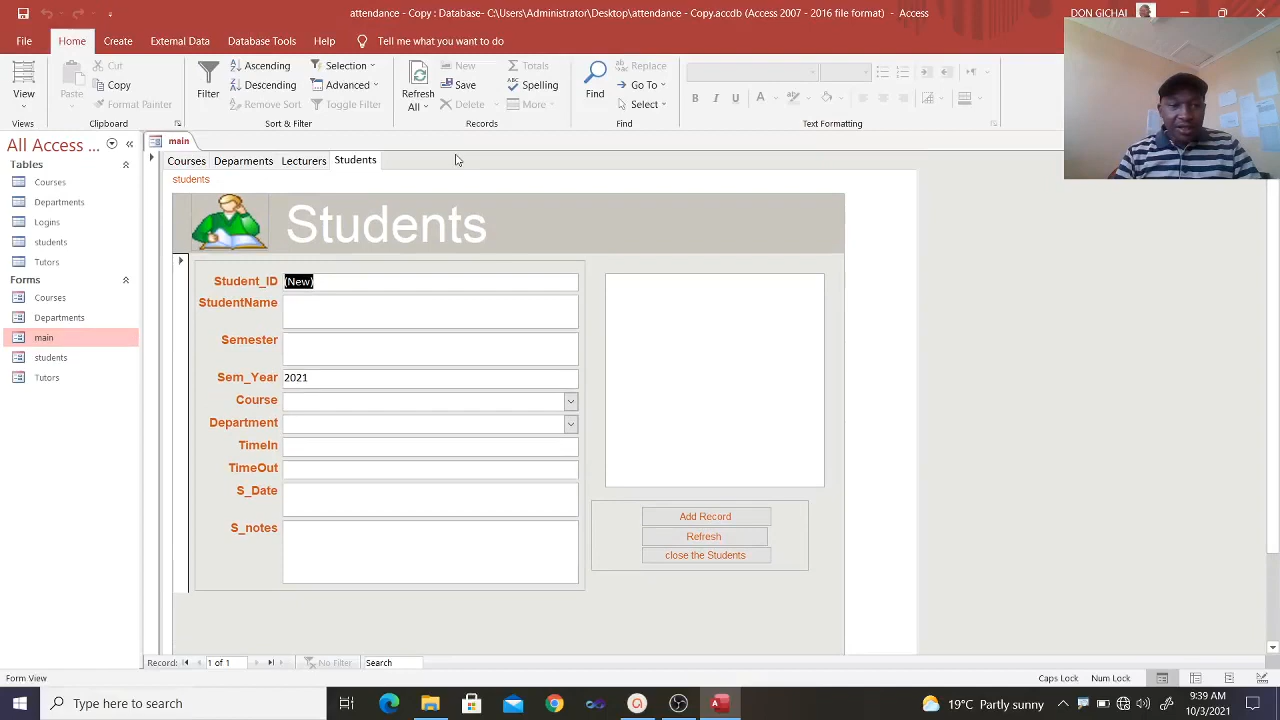 attendance - Copy : Database- C:\Users\Administrator\Desktop\attendance - Copy.accdb (Access 2007 - 2016 file format) - Access
DON GICHAI
File Home Create External Data Database Tools Help Tell me what you want to do
View
Views
Paste
Cut
Copy
Format Painter
Clipboard
Filter
Ascending
Descending
Remove Sort
Selection
Advanced
Toggle Filter
Sort & Filter
Refresh
All
New
Save
Delete
Totals
Spelling
More
Records
Find
Replace
Go To
Select
Find
B I U A
Text Formatting
All Access ...
Tables
Courses
Departments
Logins
students
Tutors
Forms
Courses
Departments
main
students
Tutors
main
Courses Deparments Lecturers Students
students
Students
Student_ID (New)
StudentName
Semester
Sem_Year 2021
Course
Department
TimeIn
TimeOut
S_Date
S_notes
Add Record
Refresh
close the Students
Record: 1 of 1 No Filter Search
Form View
Caps Lock Num Lock
Type here to search
19°C Partly sunny
9:39 AM
10/3/2021